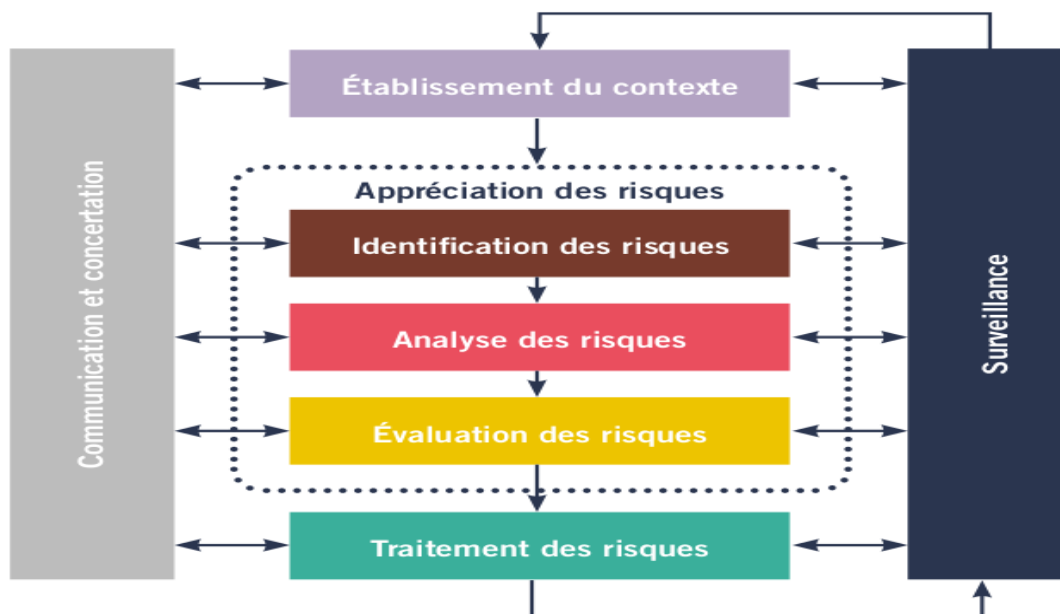 Établissement du contexte
Appréciation des risques
Identification des risques
Analyse des risques
Évaluation des risques
Traitement des risques
Communication et concertation
Surveillance